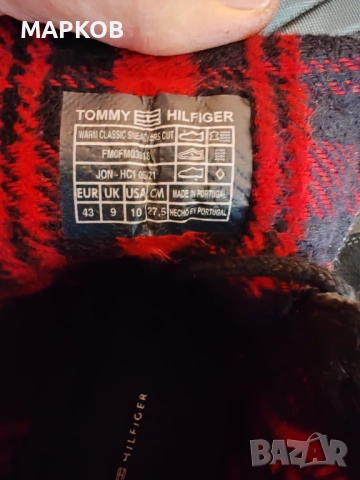 МАРКОВ
TOMMY HILFIGER
WARM CLASSIC SNEAKERS CUT
JON - HC1 05/21
EUR UK USA CM MADE IN PORTUGAL
43 9 10 27,5 HECHO EN PORTUGAL
HILFIGER
BAZAR